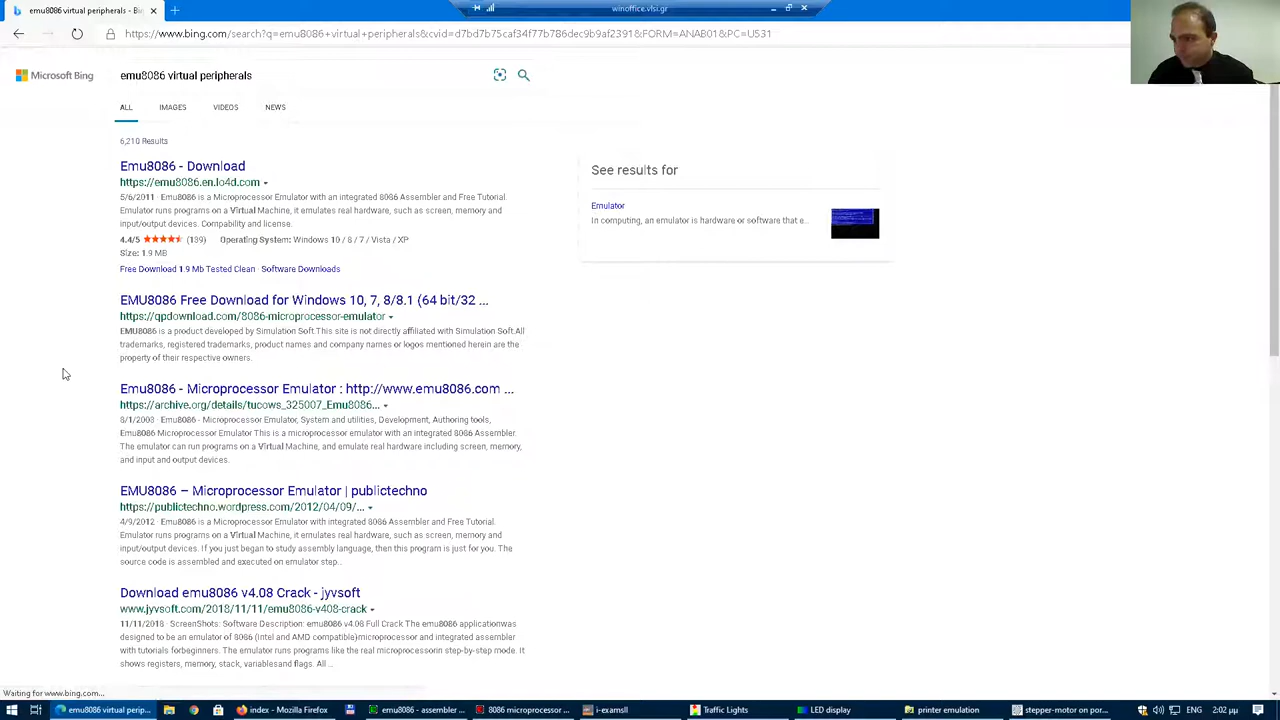 emu8086 virtual peripherals - Bin
winoffice.vlsi.gr
https://www.bing.com/search?q=emu8086+virtual+peripherals&cvid=d7bd7b75caf34f77b786dec9b9af2391&FORM=ANAB01&PC=US31
Microsoft Bing
emu8086 virtual peripherals
ALL IMAGES VIDEOS NEWS
6,210 Results
Emu8086 - Download
https://emu8086.en.lo4d.com
5/6/2011 · Emu8086 is a Microprocessor Emulator with an integrated 8086 Assembler and Free Tutorial.
Emulator runs programs on a Virtual Machine, it emulates real hardware, such as screen, memory and
input/output devices. Compability and license.
4.4/5 (139) Operating System: Windows 10 / 8 / 7 / Vista / XP
Size: 1.9 MB
Free Download 1.9 Mb Tested Clean · Software Downloads
See results for
Emulator
In computing, an emulator is hardware or software that e...
EMU8086 Free Download for Windows 10, 7, 8/8.1 (64 bit/32 ...
https://qpdownload.com/8086-microprocessor-emulator
EMU8086 is a product developed by Simulation Soft.This site is not directly affiliated with Simulation Soft.All
trademarks, registered trademarks, product names and company names or logos mentioned herein are the
property of their respective owners.
Emu8086 - Microprocessor Emulator : http://www.emu8086.com ...
https://archive.org/details/tucows_325007_Emu8086...
8/1/2003 · Emu8086 - Microprocessor Emulator, System and utilities, Development, Authoring tools,
Emu8086 Microprocessor Emulator This is a microprocessor emulator with an integrated 8086 Assembler.
The emulator can run programs on a Virtual Machine, and emulate real hardware including screen, memory,
and input and output devices.
EMU8086 – Microprocessor Emulator | publictechno
https://publictechno.wordpress.com/2012/04/09/...
4/9/2012 · Emu8086 is a Microprocessor Emulator with integrated 8086 Assembler and Free Tutorial.
Emulator runs programs on a Virtual Machine, it emulates real hardware, such as screen, memory and
input/output devices. If you just began to study assembly language, then this program is just for you. The
source code is assembled and executed on emulator step...
Download emu8086 v4.08 Crack - jyvsoft
www.jyvsoft.com/2018/11/11/emu8086-v408-crack
11/11/2018 · ScreenShots: Software Description: emu8086 v4.08 Full Crack The emu8086 applicationwas
designed to be an emulator of 8086 (Intel and AMD compatible)microprocessor and integrated assembler
with tutorials forbeginners. The emulator runs programs like the real microprocessorin step-by-step mode. It
shows registers, memory, stack, variablesand flags. All ...
Waiting for www.bing.com...
emu8086 virtual perip... index - Mozilla Firefox emu8086 - assembler ... 8086 microprocessor ... i-examsII Traffic Lights LED display printer emulation stepper-motor on por... ENG 2:02 μμ